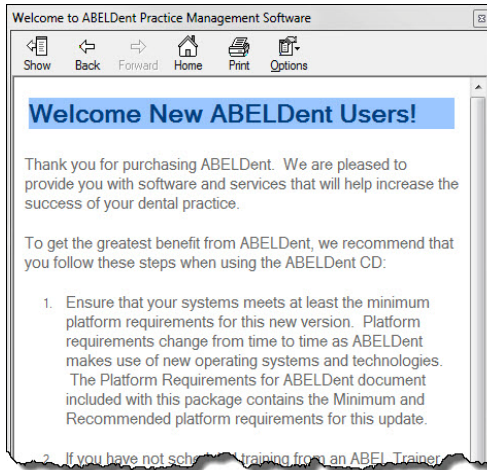 Welcome to ABELDent Practice Management Software
Show Back Forward Home Print Options
Welcome New ABELDent Users!
Thank you for purchasing ABELDent. We are pleased to
provide you with software and services that will help increase the
success of your dental practice.
To get the greatest benefit from ABELDent, we recommend that
you follow these steps when using the ABELDent CD:
1. Ensure that your systems meets at least the minimum
platform requirements for this new version. Platform
requirements change from time to time as ABELDent
makes use of new operating systems and technologies.
The Platform Requirements for ABELDent document
included with this package contains the Minimum and
Recommended platform requirements for this update.
2. If you have not scheduled training from an ABEL Trainer